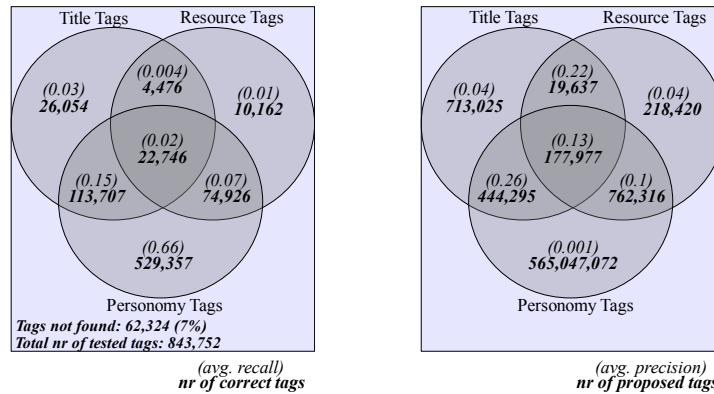 Title Tags
Resource Tags
(0.03)
26,054
(0.004)
4,476
(0.01)
10,162
(0.02)
22,746
(0.15)
113,707
(0.07)
74,926
(0.66)
529,357
Personomy Tags
Tags not found: 62,324 (7%)
Total nr of tested tags: 843,752
(avg. recall)
nr of correct tags
Title Tags
Resource Tags
(0.04)
713,025
(0.22)
19,637
(0.04)
218,420
(0.13)
177,977
(0.26)
444,295
(0.1)
762,316
(0.001)
565,047,072
Personomy Tags
(avg. precision)
nr of proposed tags